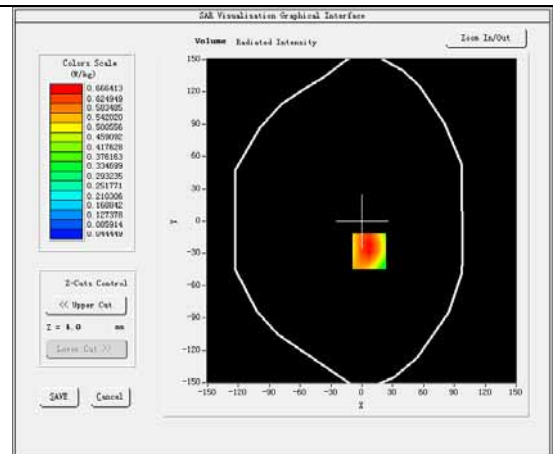 SAR Visualisation Graphical Interface
Volume Radiated Intensity
Zoom In/Out
Colors Scale
(W/kg)
0.666413
0.624949
0.583485
0.542020
0.500556
0.459092
0.417628
0.376163
0.334699
0.293235
0.251771
0.210306
0.168842
0.127378
0.085914
0.044449
150
90
60
30
0
-30
-60
-90
-150
Y
-150 -120 -90 -60 -30 0 30 60 90 120 150
X
Z-Cuts Control
<< Upper Cut
Z = 4.0 mm
Lower Cut >>
SAVE
Cancel
120
-120